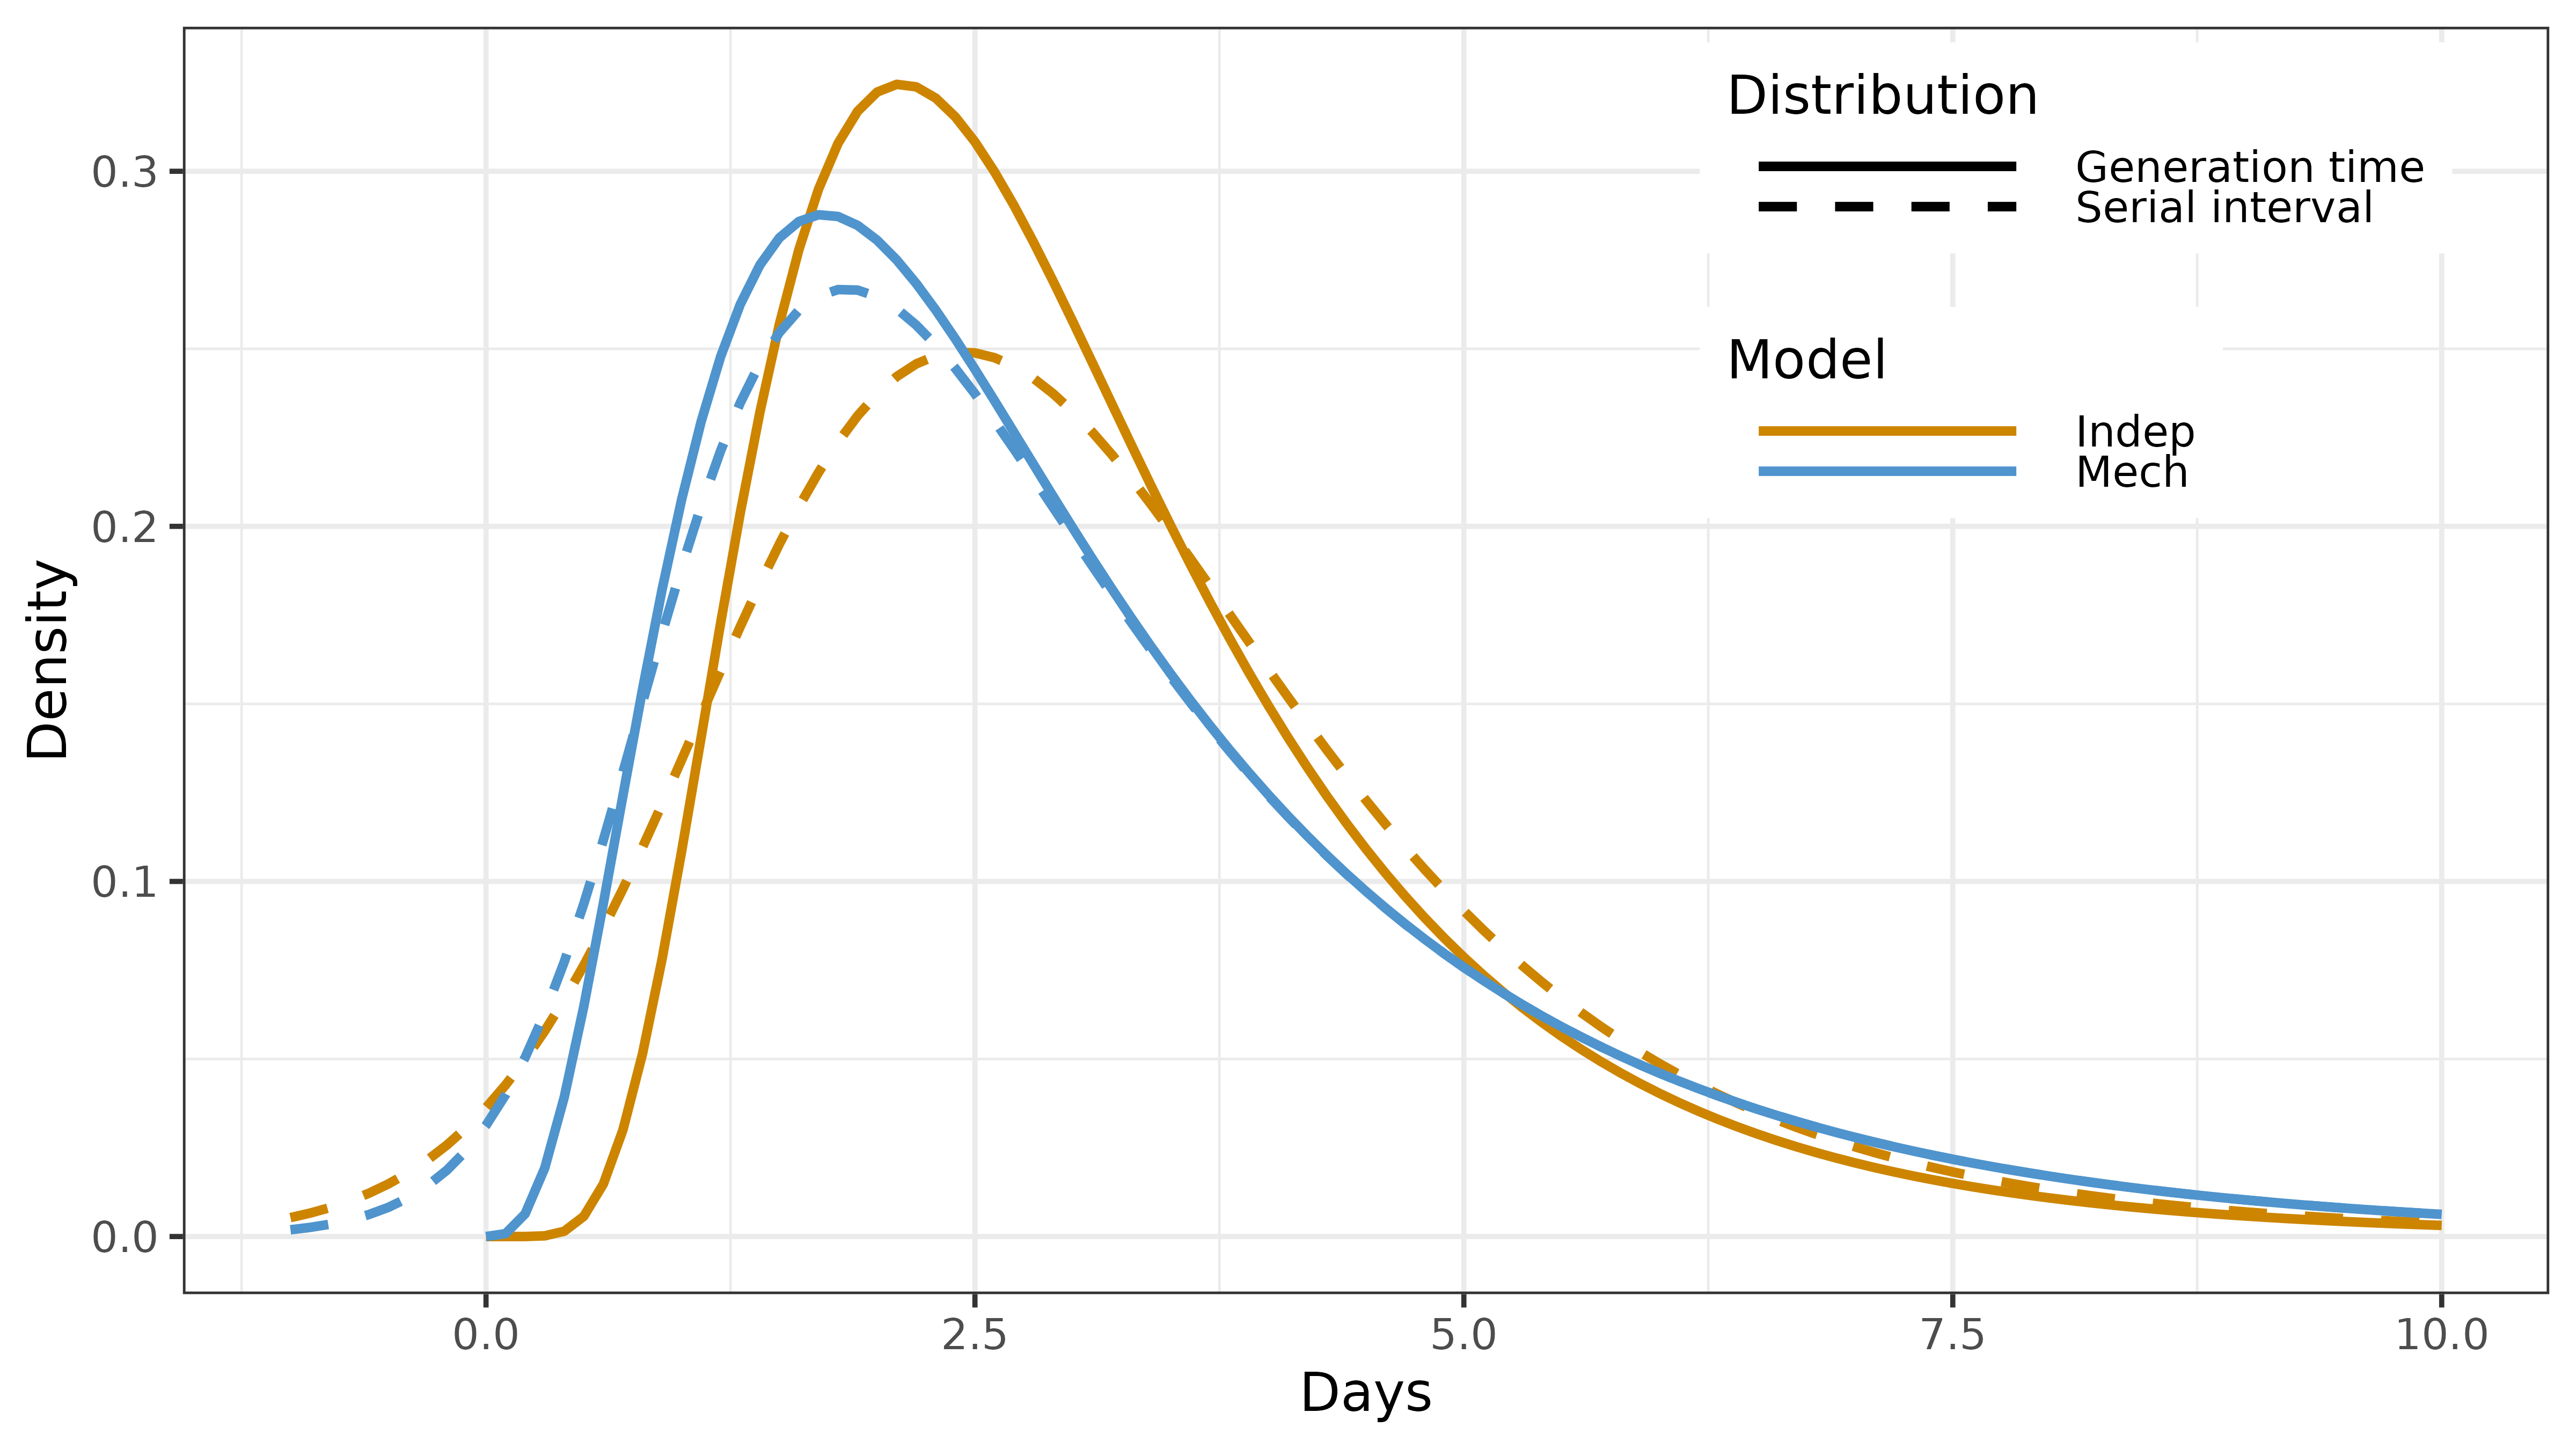 Distribution
Generation time
Serial interval
Model
Indep
Mech
Density
0.3
0.2
0.1
0.0
0.0 2.5 5.0 7.5 10.0
Days